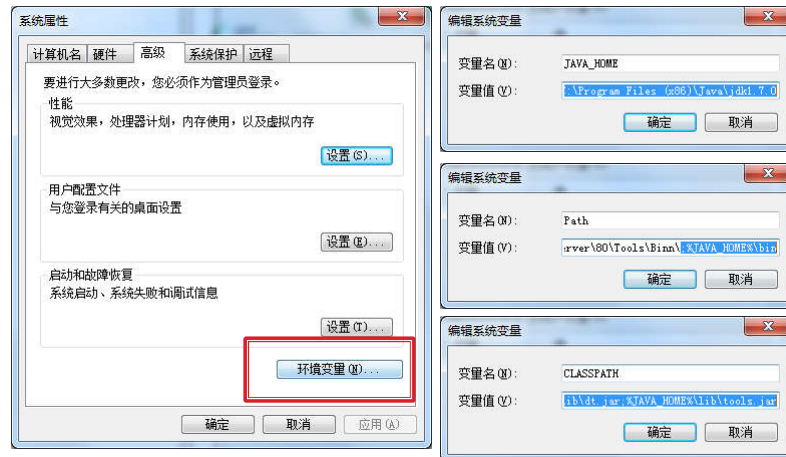 系统属性
计算机名 硬件 高级 系统保护 远程
要进行大多数更改，您必须作为管理员登录。
性能
视觉效果，处理器计划，内存使用，以及虚拟内存
设置(S)...
用户配置文件
与您登录有关的桌面设置
设置(E)...
启动和故障恢复
系统启动、系统失败和调试信息
设置(T)...
环境变量(N)...
确定 取消 应用(A)
编辑系统变量
变量名(N): JAVA_HOME
变量值(V): :\Program Files (x86)\Java\jdk1.7.0
确定 取消
编辑系统变量
变量名(N): Path
变量值(V): rver\80\Tools\Binn\;%JAVA_HOME%\bin
确定 取消
编辑系统变量
变量名(N): CLASSPATH
变量值(V): ib\dt.jar;%JAVA_HOME%\lib\tools.jar
确定 取消